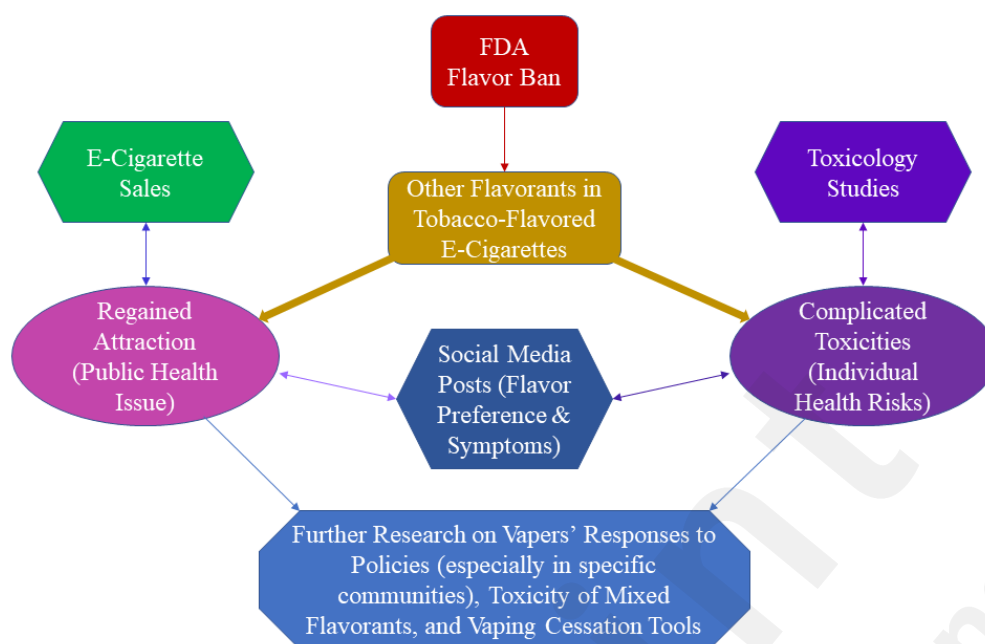 FDA
Flavor Ban
E-Cigarette
Sales
Toxicology
Studies
Other Flavorants in
Tobacco-Flavored
E-Cigarettes
Regained
Attraction
(Public Health
Issue)
Social Media
Posts (Flavor
Preference &
Symptoms)
Complicated
Toxicities
(Individual
Health Risks)
Further Research on Vapers’ Responses to
Policies (especially in specific
communities), Toxicity of Mixed
Flavorants, and Vaping Cessation Tools